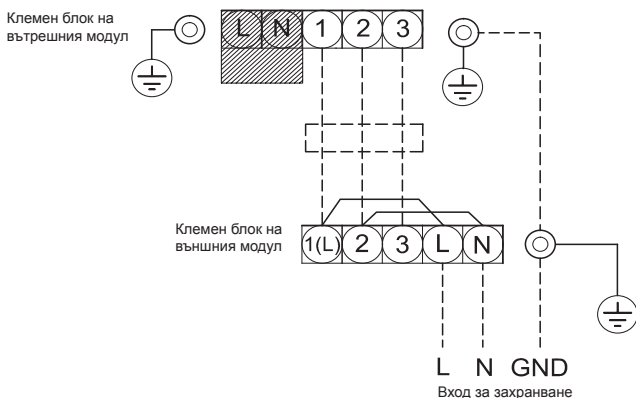 Клемен блок на
вътрешния модул
L N 1 2 3
Клемен блок на
външния модул
1(L) 2 3 L N
L N GND
Вход за захранване